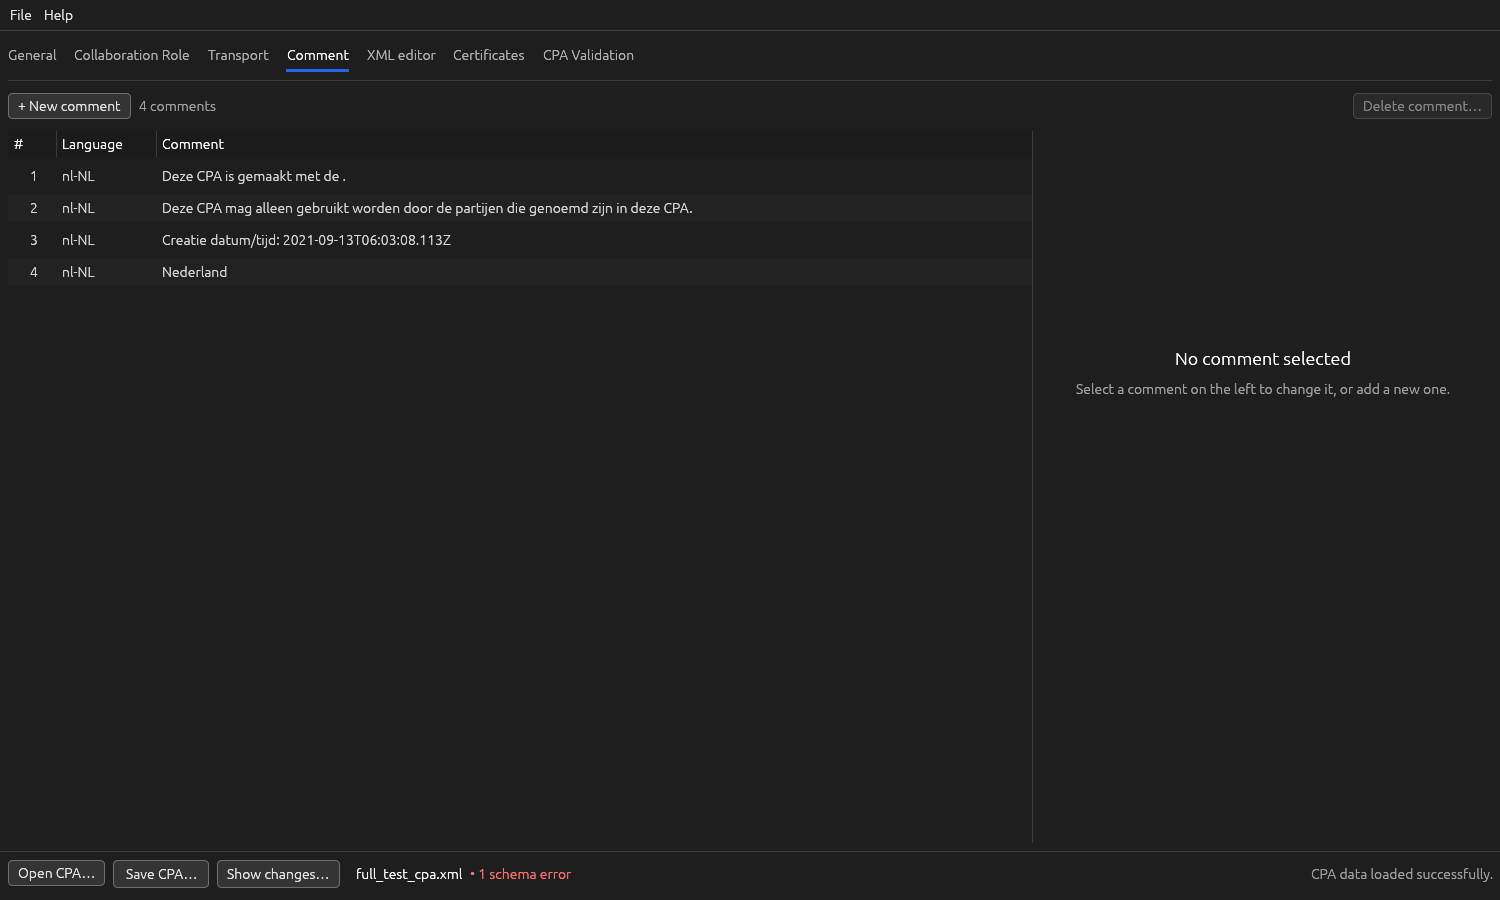 File Help
General Collaboration Role Transport Comment XML editor Certificates CPA Validation
+ New comment 4 comments Delete comment...
# Language Comment
1 nl-NL Deze CPA is gemaakt met de .
2 nl-NL Deze CPA mag alleen gebruikt worden door de partijen die genoemd zijn in deze CPA.
3 nl-NL Creatie datum/tijd: 2021-09-13T06:03:08.113Z
4 nl-NL Nederland
No comment selected
Select a comment on the left to change it, or add a new one.
Open CPA... Save CPA... Show changes... full_test_cpa.xml • 1 schema error CPA data loaded successfully.